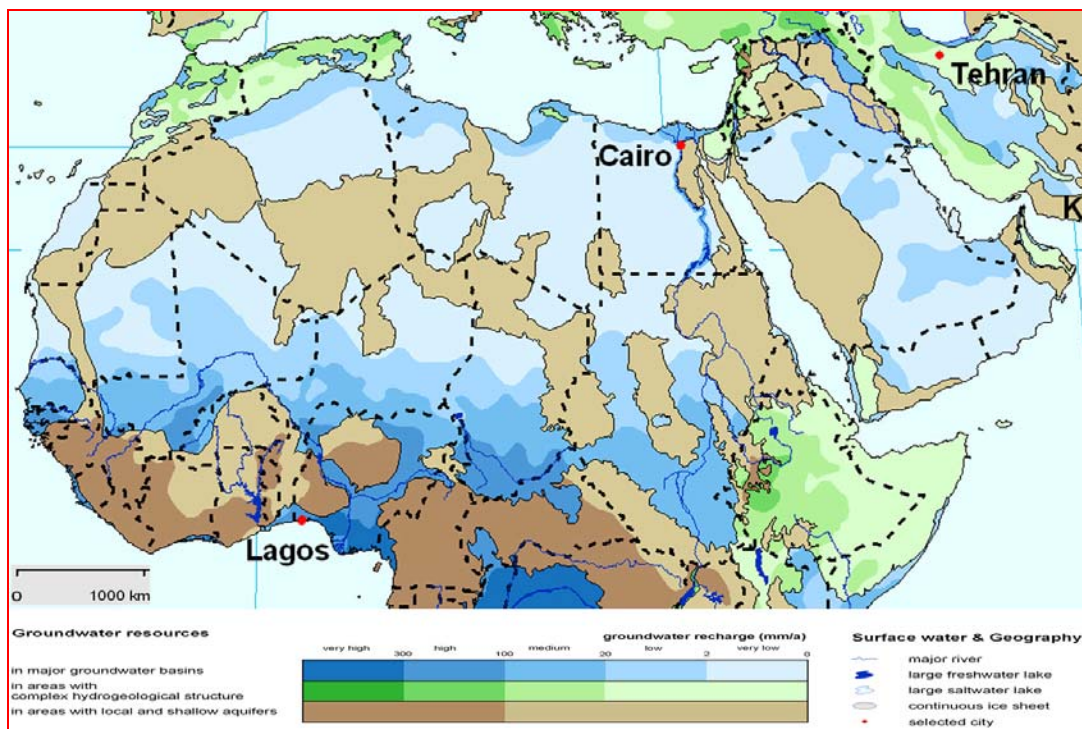 Tehran
Cairo
K
Lagos
0 1000 km
Groundwater resources
groundwater recharge (mm/a)
very high 300 high 100 medium 20 low 2 very low 0
in major groundwater basins
in areas with
complex hydrogeological structure
in areas with local and shallow aquifers
Surface water & Geography
major river
large freshwater lake
large saltwater lake
continuous ice sheet
selected city